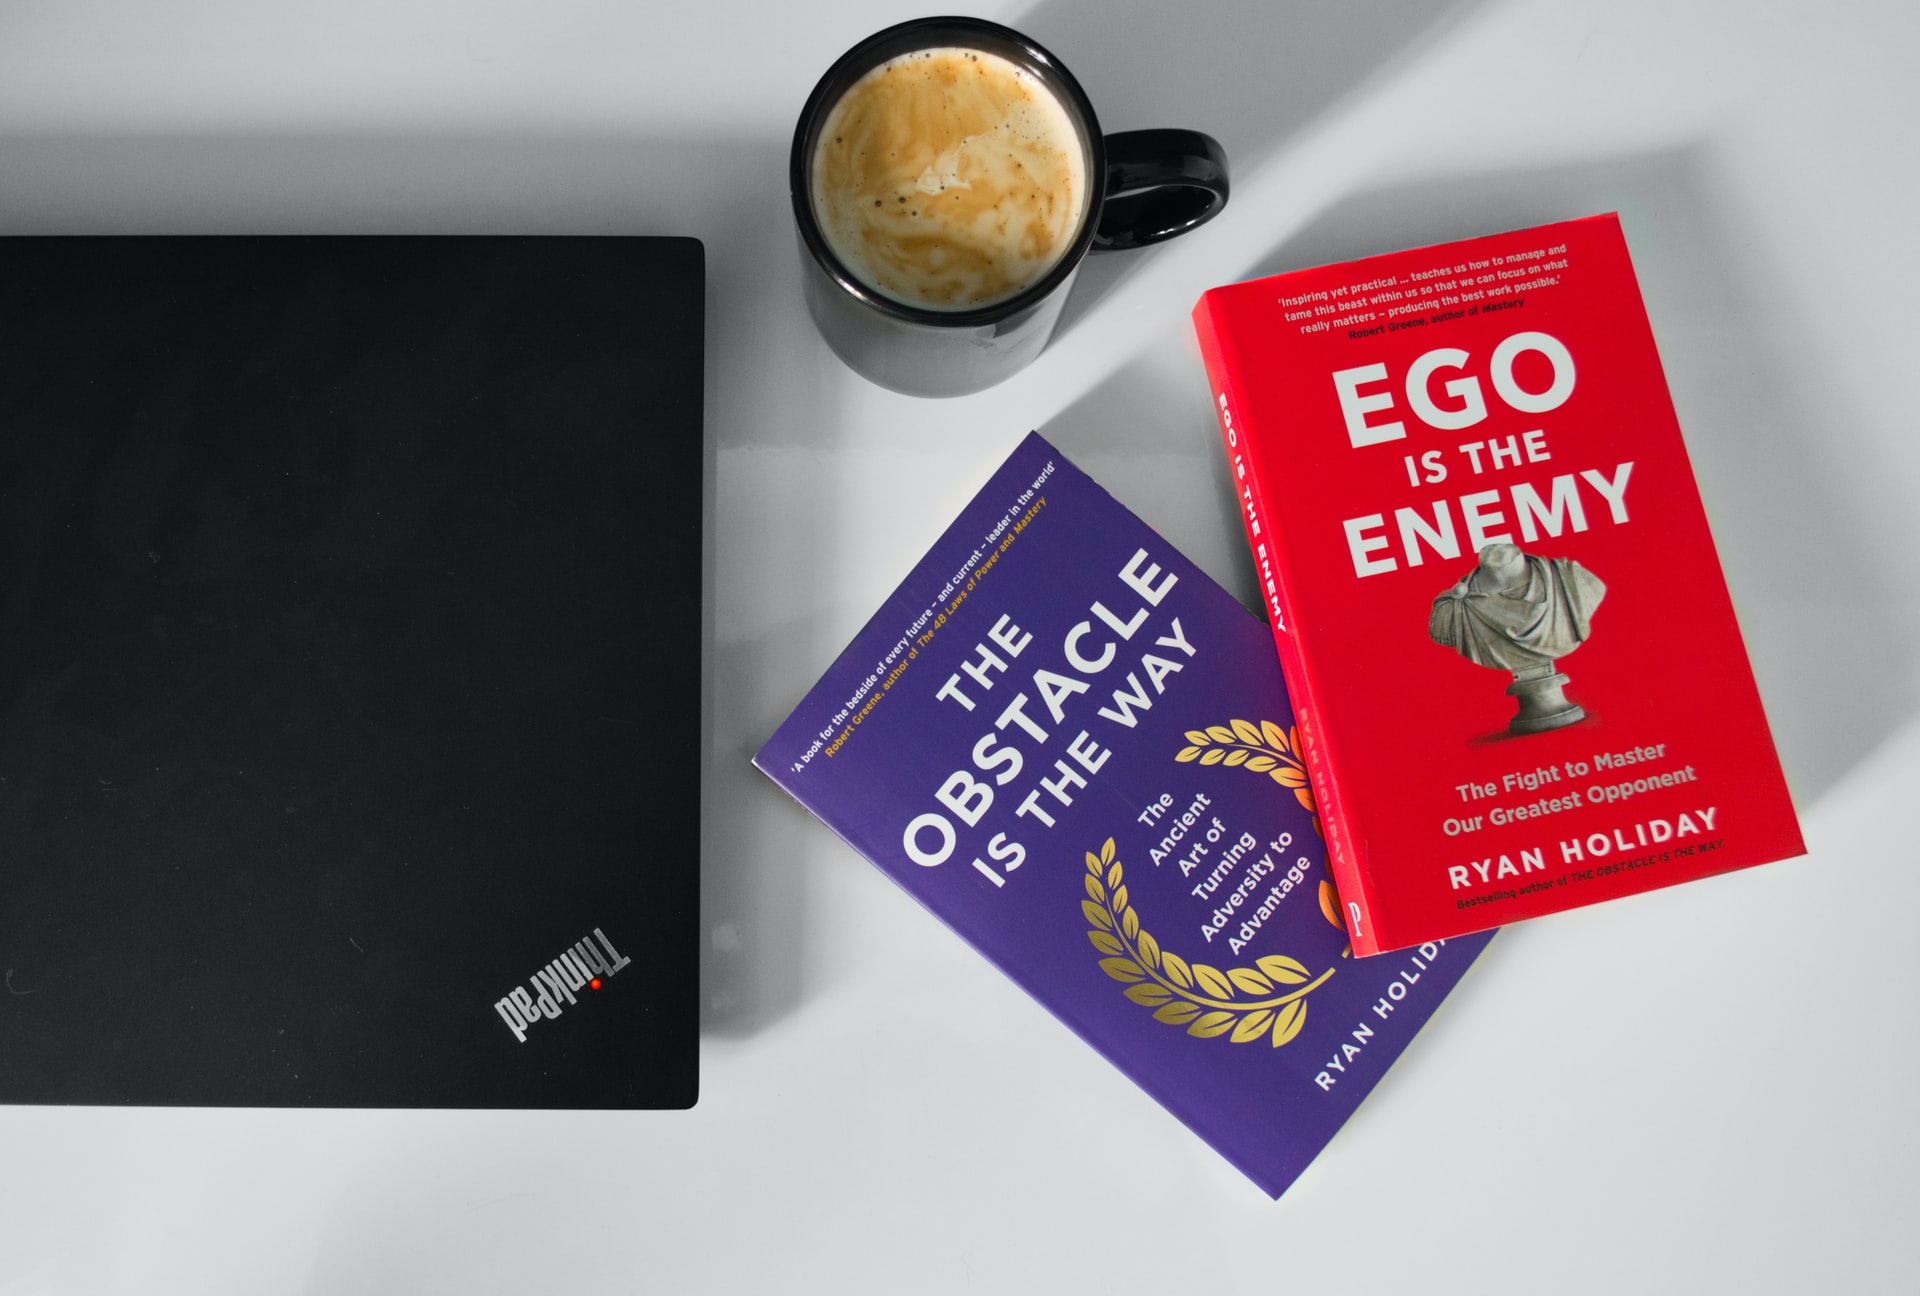 ThinkPad
'A book for the bedside of every future – and current – leader in the world'
Robert Greene, author of The 48 Laws of Power and Mastery
THE
OBSTACLE
IS THE WAY
The
Ancient
Art of
Turning
Adversity to
Advantage
RYAN HOLIDA
'Inspiring yet practical ... teaches us how to manage and
tame this beast within us so that we can focus on what
really matters – producing the best work possible.'
Robert Greene, author of Mastery
EGO
IS THE
ENEMY
The Fight to Master
Our Greatest Opponent
RYAN HOLIDAY
Bestselling author of THE OBSTACLE IS THE WAY
EGO IS THE ENEMY
RYAN HOLIDAY